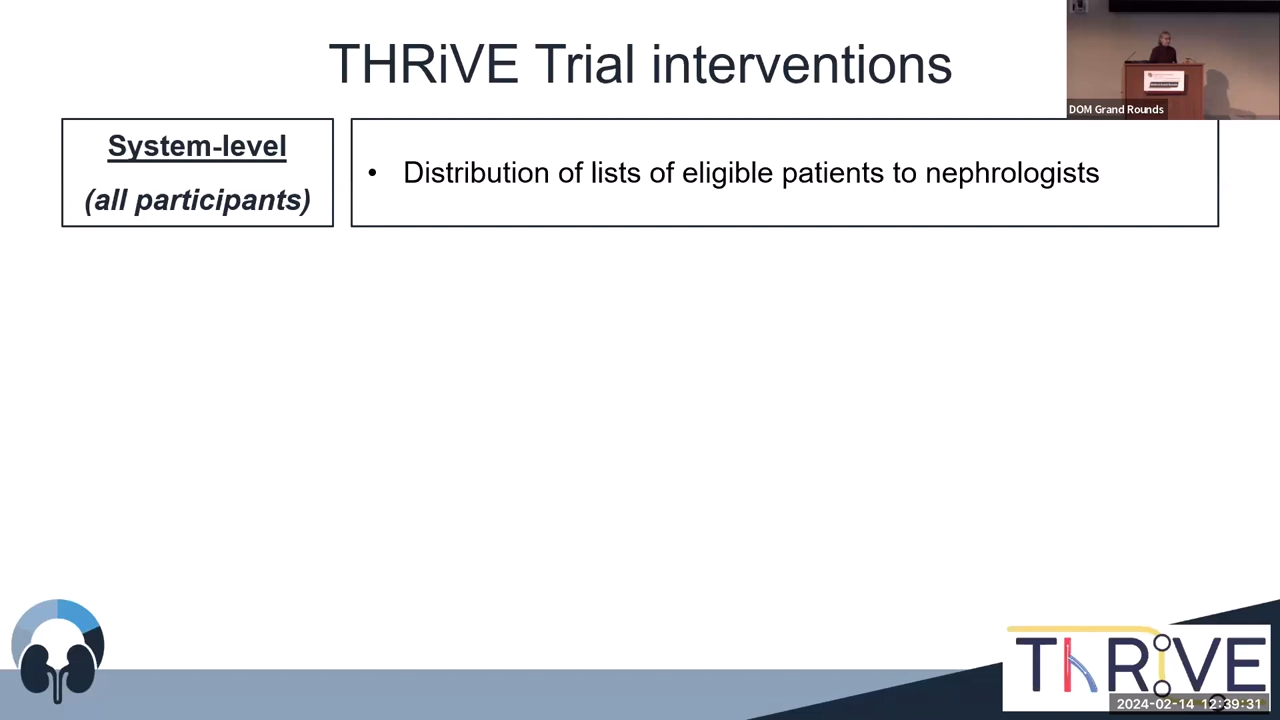 THRiVE Trial interventions
DOM Grand Rounds
System-level
(all participants)
• Distribution of lists of eligible patients to nephrologists
ThRiVE
2024-02-14 12:39:31